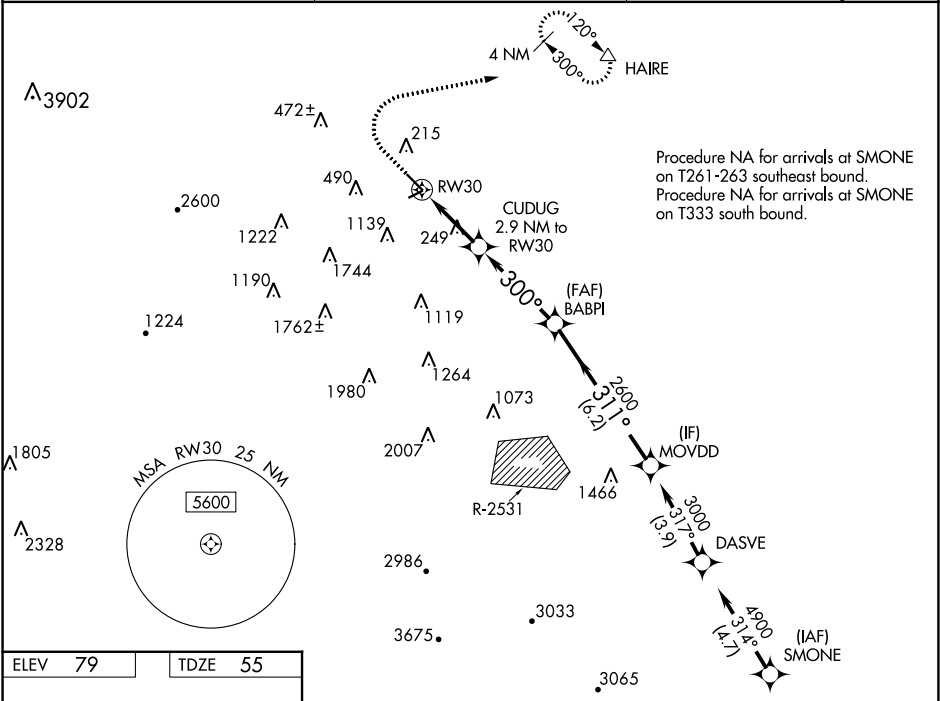 120°
4 NM
300°
HAIRE
3902
472±
215
Procedure NA for arrivals at SMONE
on T261-263 southeast bound.
Procedure NA for arrivals at SMONE
on T333 south bound.
490
RW30
2600
CUDUG
2.9 NM to
RW30
1222
1139
249
1744
1190
300°
(FAF)
BABPI
1762±
1119
1224
1264
1980
2600
311°
(6.2)
1073
(IF)
MOVDD
2007
1805
MSA RW30 25 NM
5600
1466
R-2531
3000
317°
(3.9)
2328
DASVE
2986
3033
4900
314°
(4.7)
3675
(IAF)
SMONE
3065
ELEV 79
TDZE 55